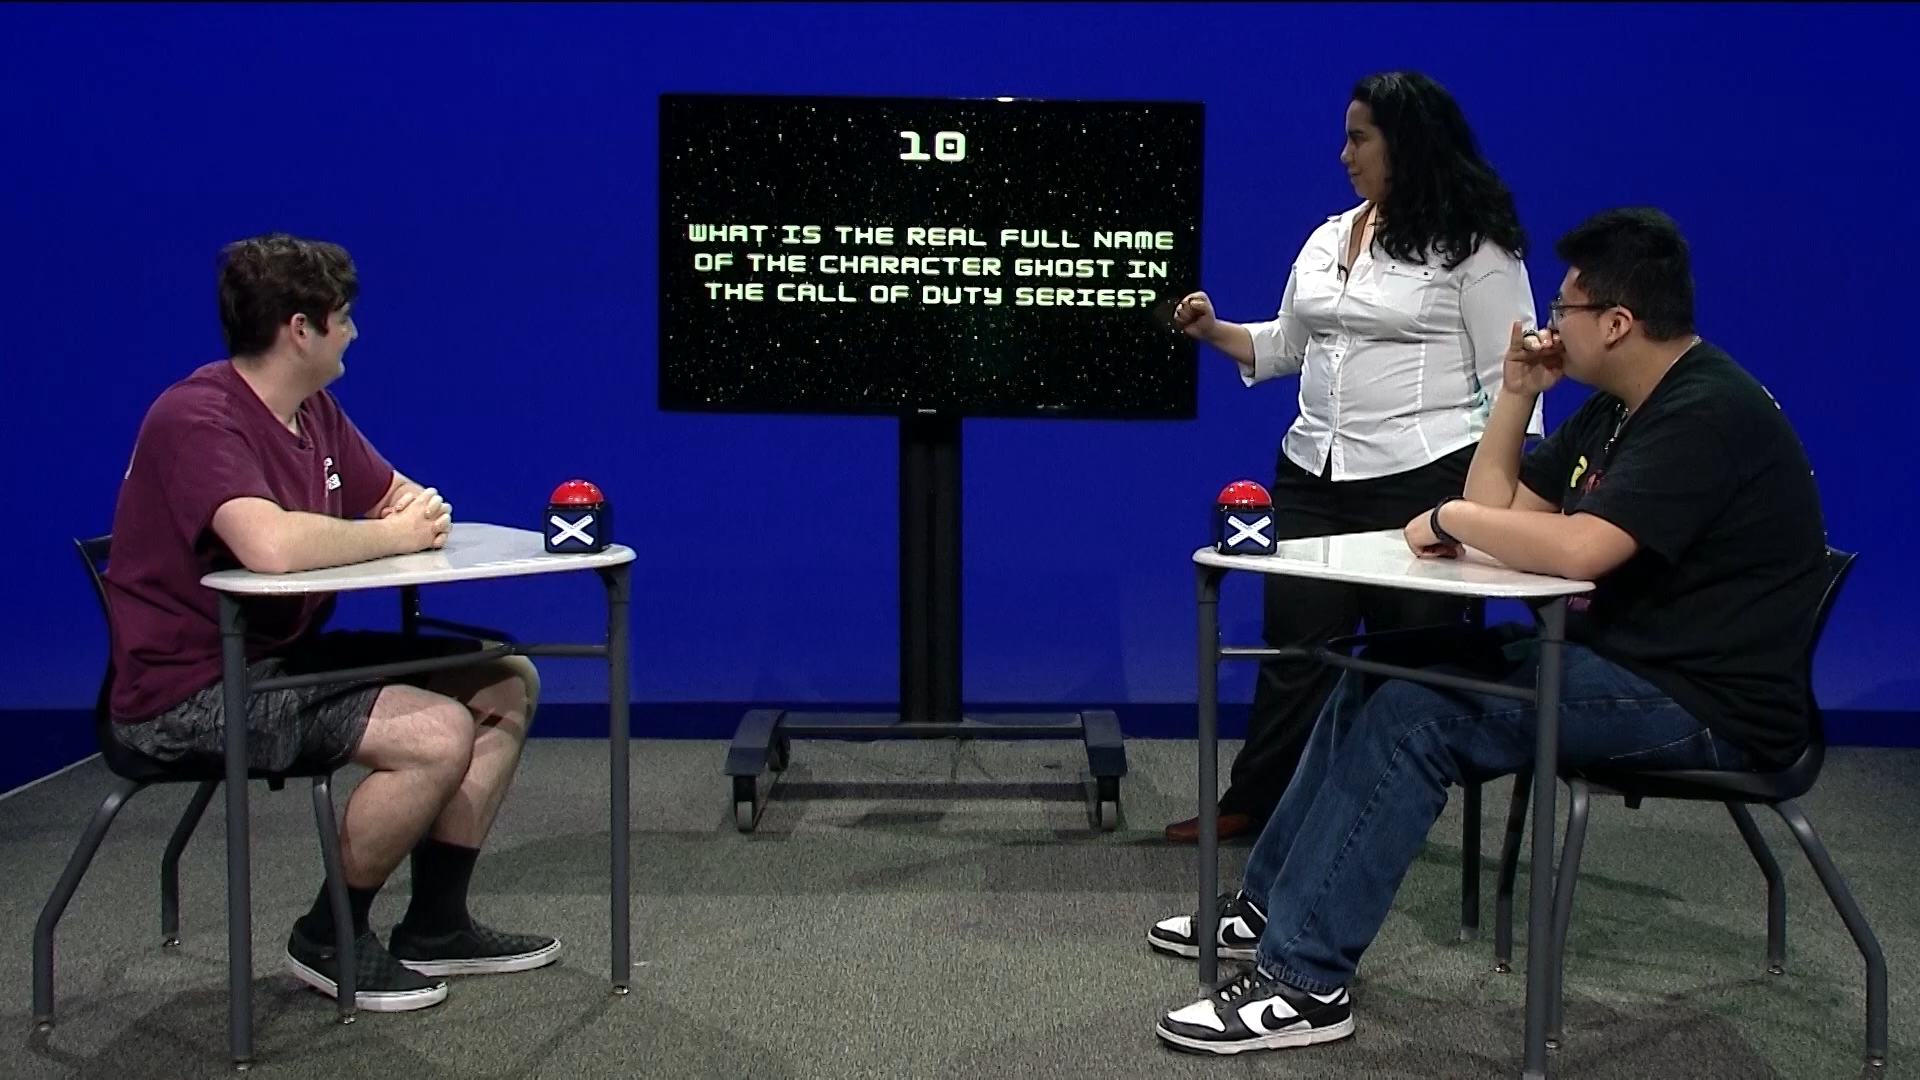 10
WHAT IS THE REAL FULL NAME
OF THE CHARACTER GHOST IN
THE CALL OF DUTY SERIES?